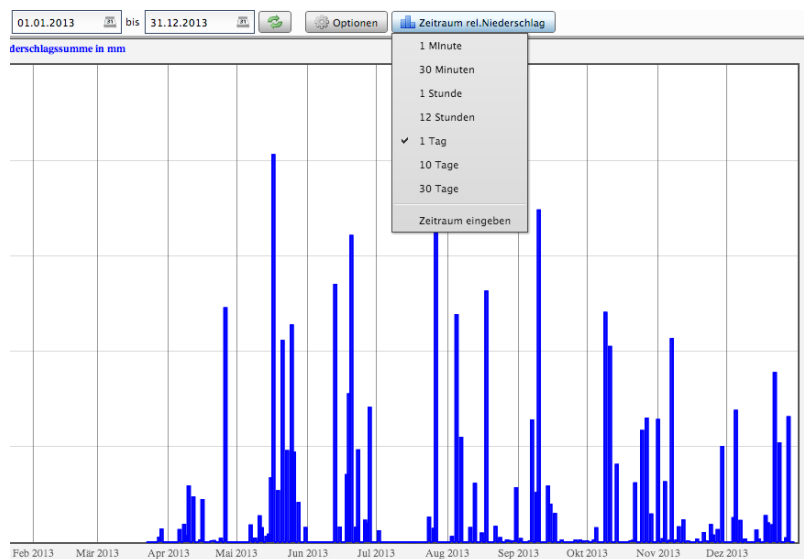 01.01.2013 31 bis 31.12.2013 31 Optionen Zeitraum rel.Niederschlag
derschlagssumme in mm
1 MInute
30 Minuten
1 Stunde
12 Stunden
1 Tag
10 Tage
30 Tage
Zeitraum eingeben
Feb 2013 Mär 2013 Apr 2013 Mai 2013 Jun 2013 Jul 2013 Aug 2013 Sep 2013 Okt 2013 Nov 2013 Dez 2013